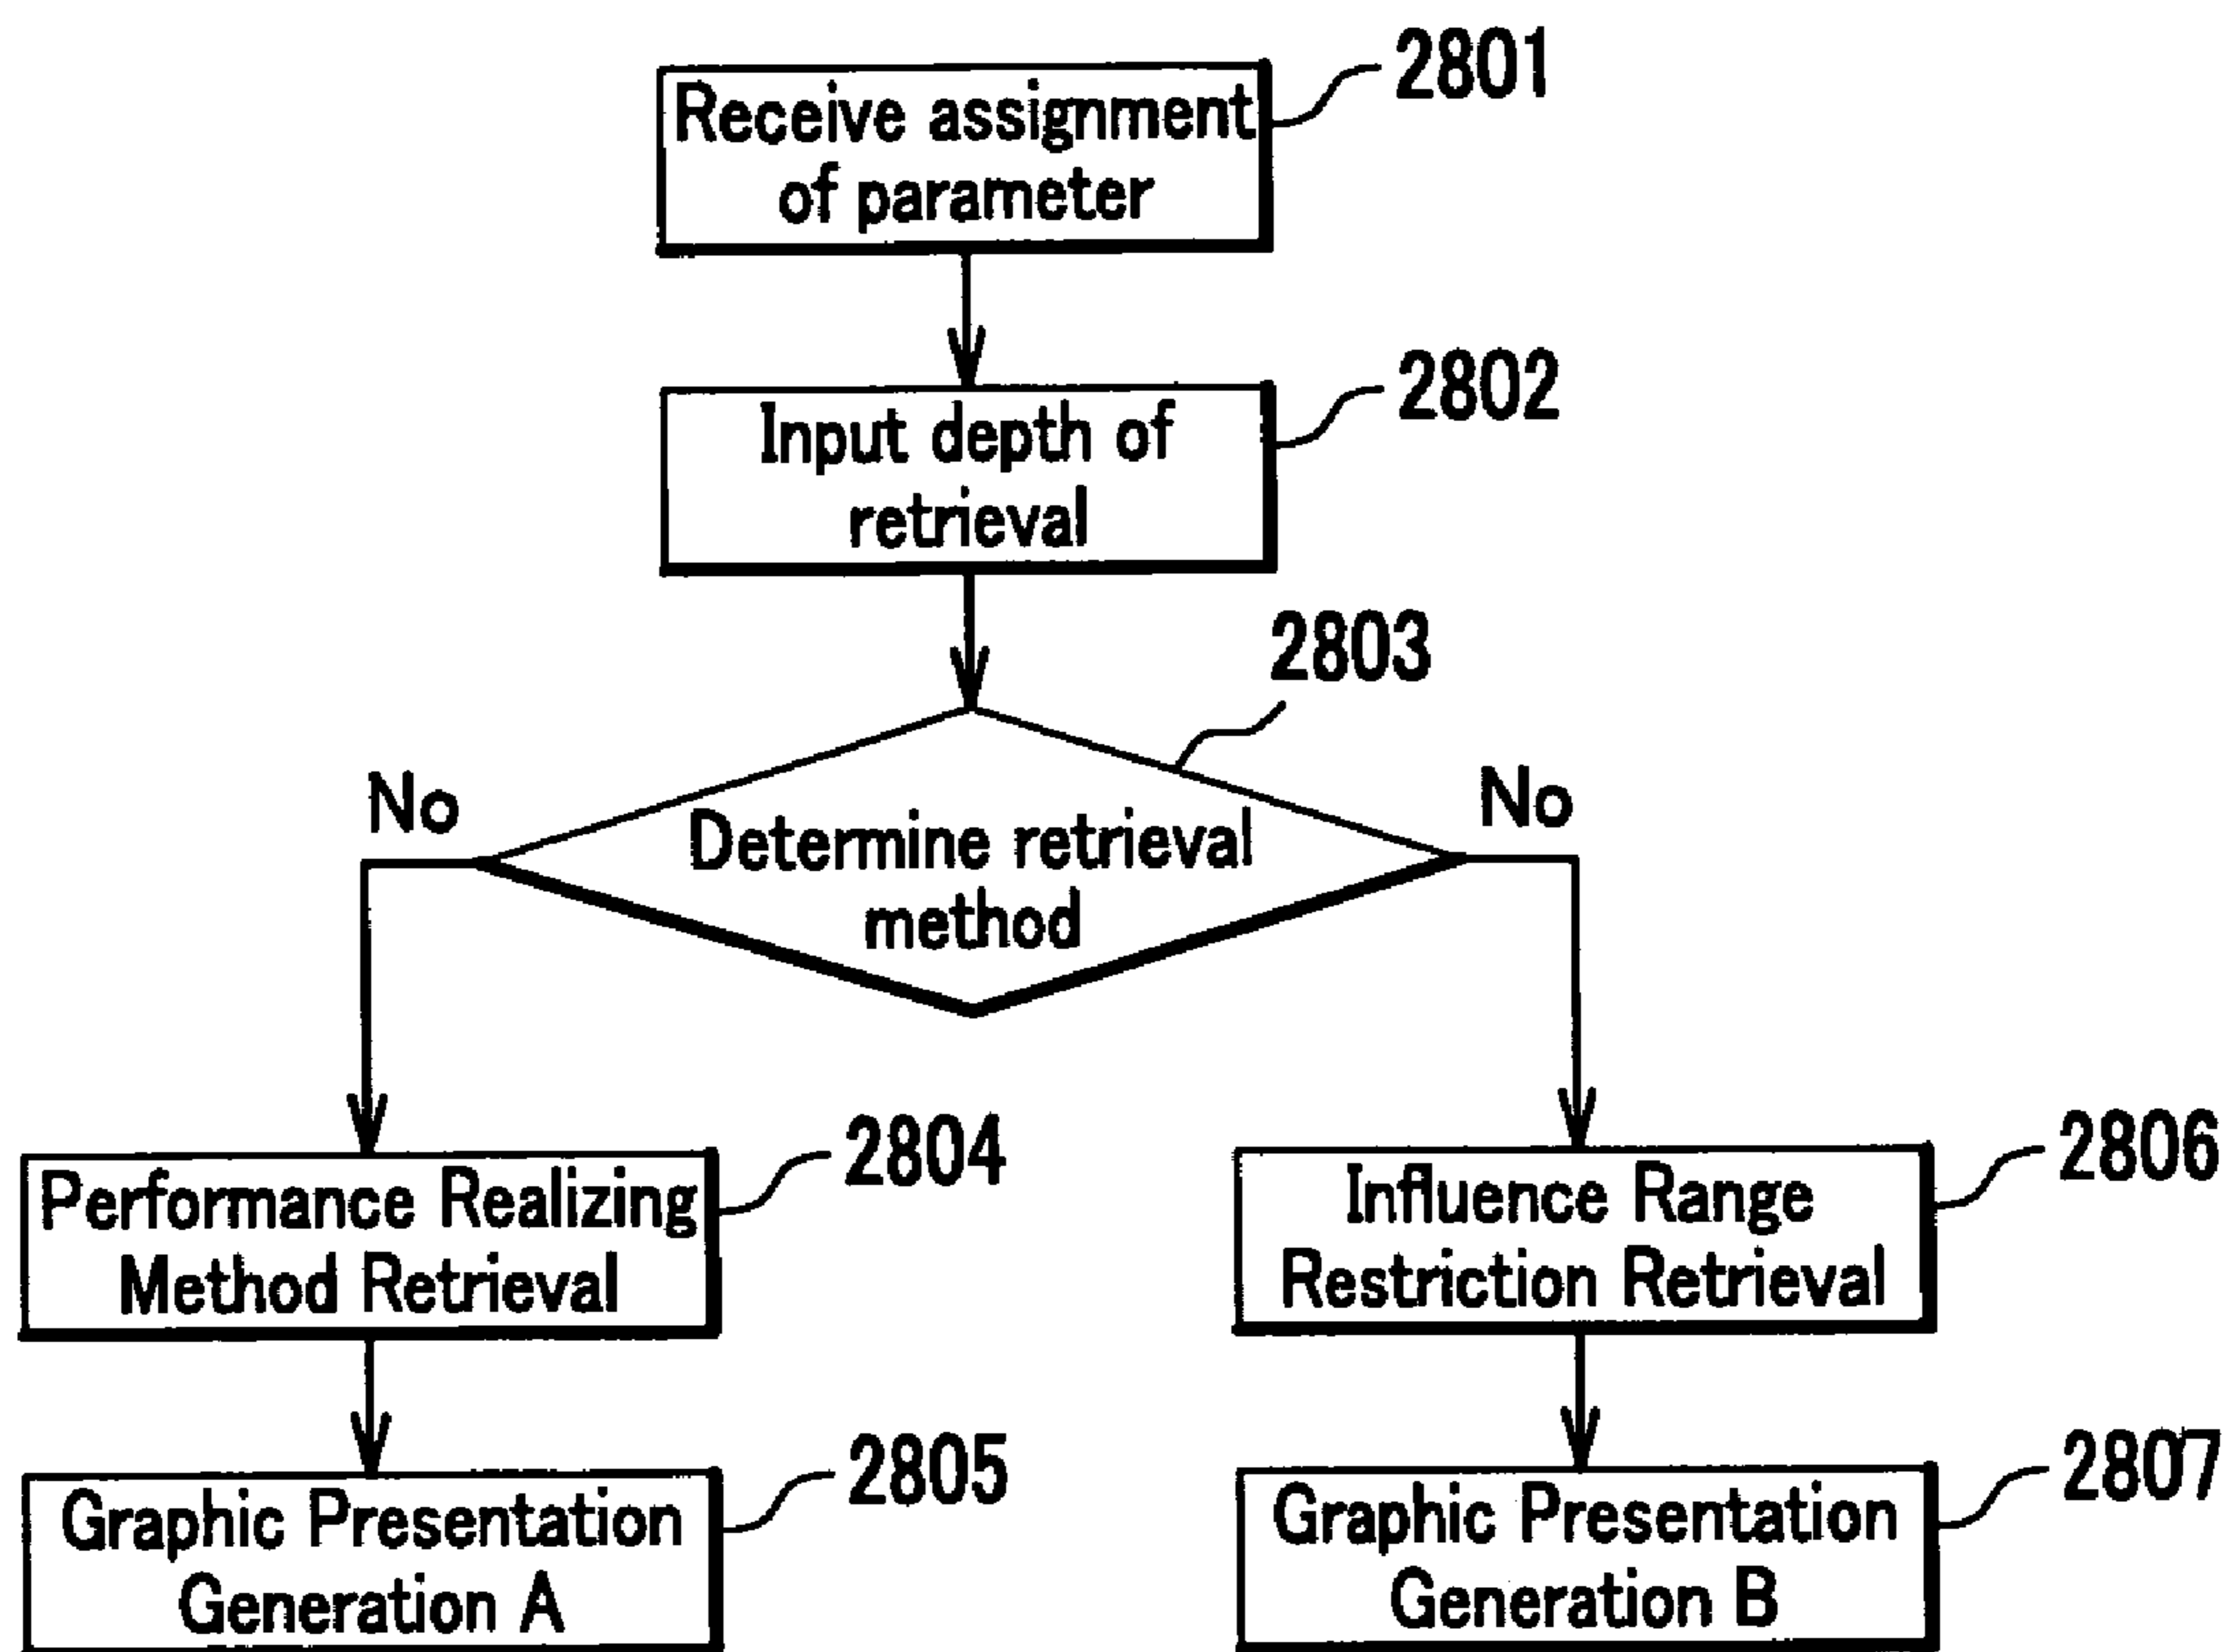 2801
Receive assignment
of parameter
2802
Input depth of
retrieval
2803
No
No
Determine retrieval
method
2804
Performance Realizing
Method Retrieval
2806
Influence Range
Restriction Retrieval
2805
Graphic Presentation
Generation A
2807
Graphic Presentation
Generation B